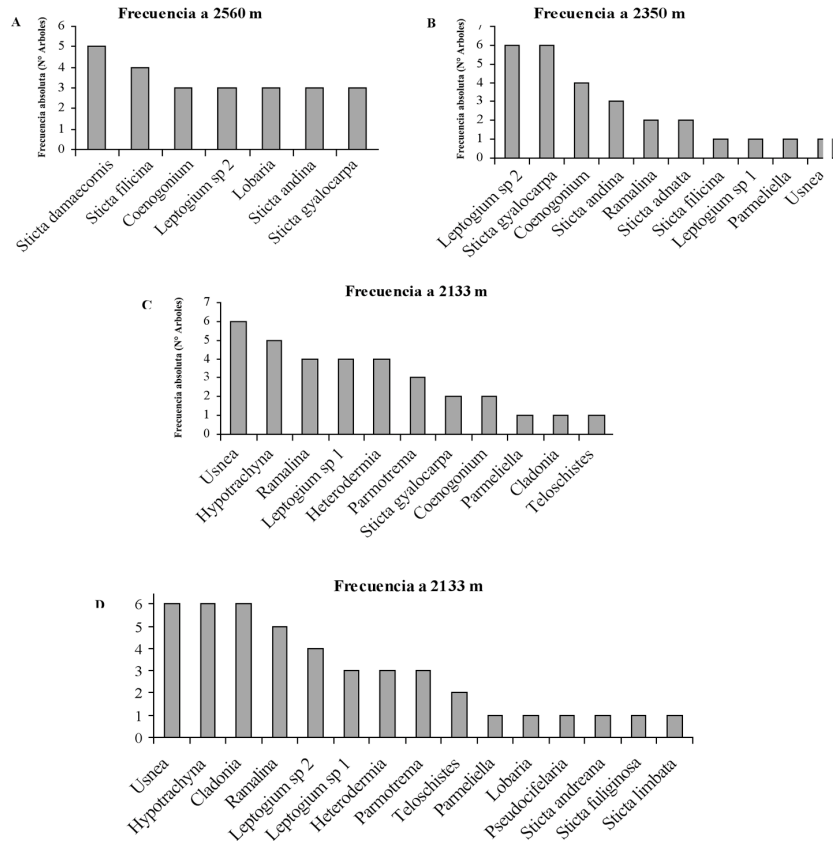 A
Frecuencia a 2560 m
Frecuencia absoluta (N° Arboles)
6
5
4
3
2
1
0
Sticta damaecornis
Sticta filicina
Coenogonium
Leptogium sp 2
Lobaria
Sticta andina
Sticta gyalocarpa
B
Frecuencia a 2350 m
Frecuencia absoluta (N° Arboles)
7
6
5
4
3
2
1
0
Leptogium sp 2
Sticta gyalocarpa
Coenogonium
Sticta andina
Ramalina
Sticta adnata
Sticta filicina
Leptogium sp 1
Parmeliella
Usnea
C
Frecuencia a 2133 m
Frecuencia absoluta (N° Arboles)
7
6
5
4
3
2
1
0
Usnea
Hypotrachyna
Ramalina
Leptogium sp 1
Heterodermia
Parmotrema
Sticta gyalocarpa
Coenogonium
Parmeliella
Cladonia
Teloschistes
D
Frecuencia a 2133 m
6
5
4
3
2
1
0
Usnea
Hypotrachyna
Cladonia
Ramalina
Leptogium sp 2
Leptogium sp 1
Heterodermia
Parmotrema
Teloschistes
Parmeliella
Lobaria
Pseudocifelaria
Sticta andreana
Sticta fuliginosa
Sticta limbata